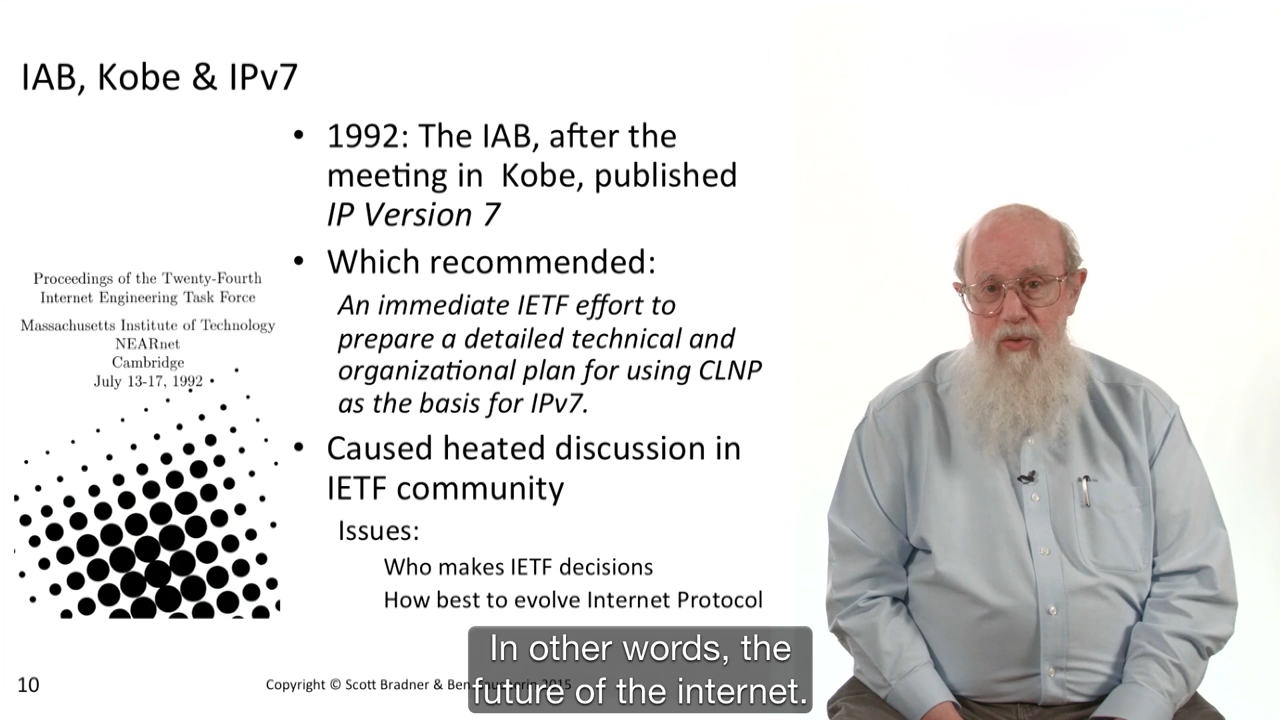 IAB, Kobe & IPv7
• 1992: The IAB, after the
meeting in Kobe, published
IP Version 7
• Which recommended:
An immediate IETF effort to
prepare a detailed technical and
organizational plan for using CLNP
as the basis for IPv7.
• Caused heated discussion in
IETF community
Issues:
Who makes IETF decisions
How best to evolve Internet Protocol
Proceedings of the Twenty-Fourth
Internet Engineering Task Force
Massachusetts Institute of Technology
NEARnet
Cambridge
July 13-17, 1992
In other words, the
future of the internet.
10
Copyright © Scott Bradner & Ben 2015